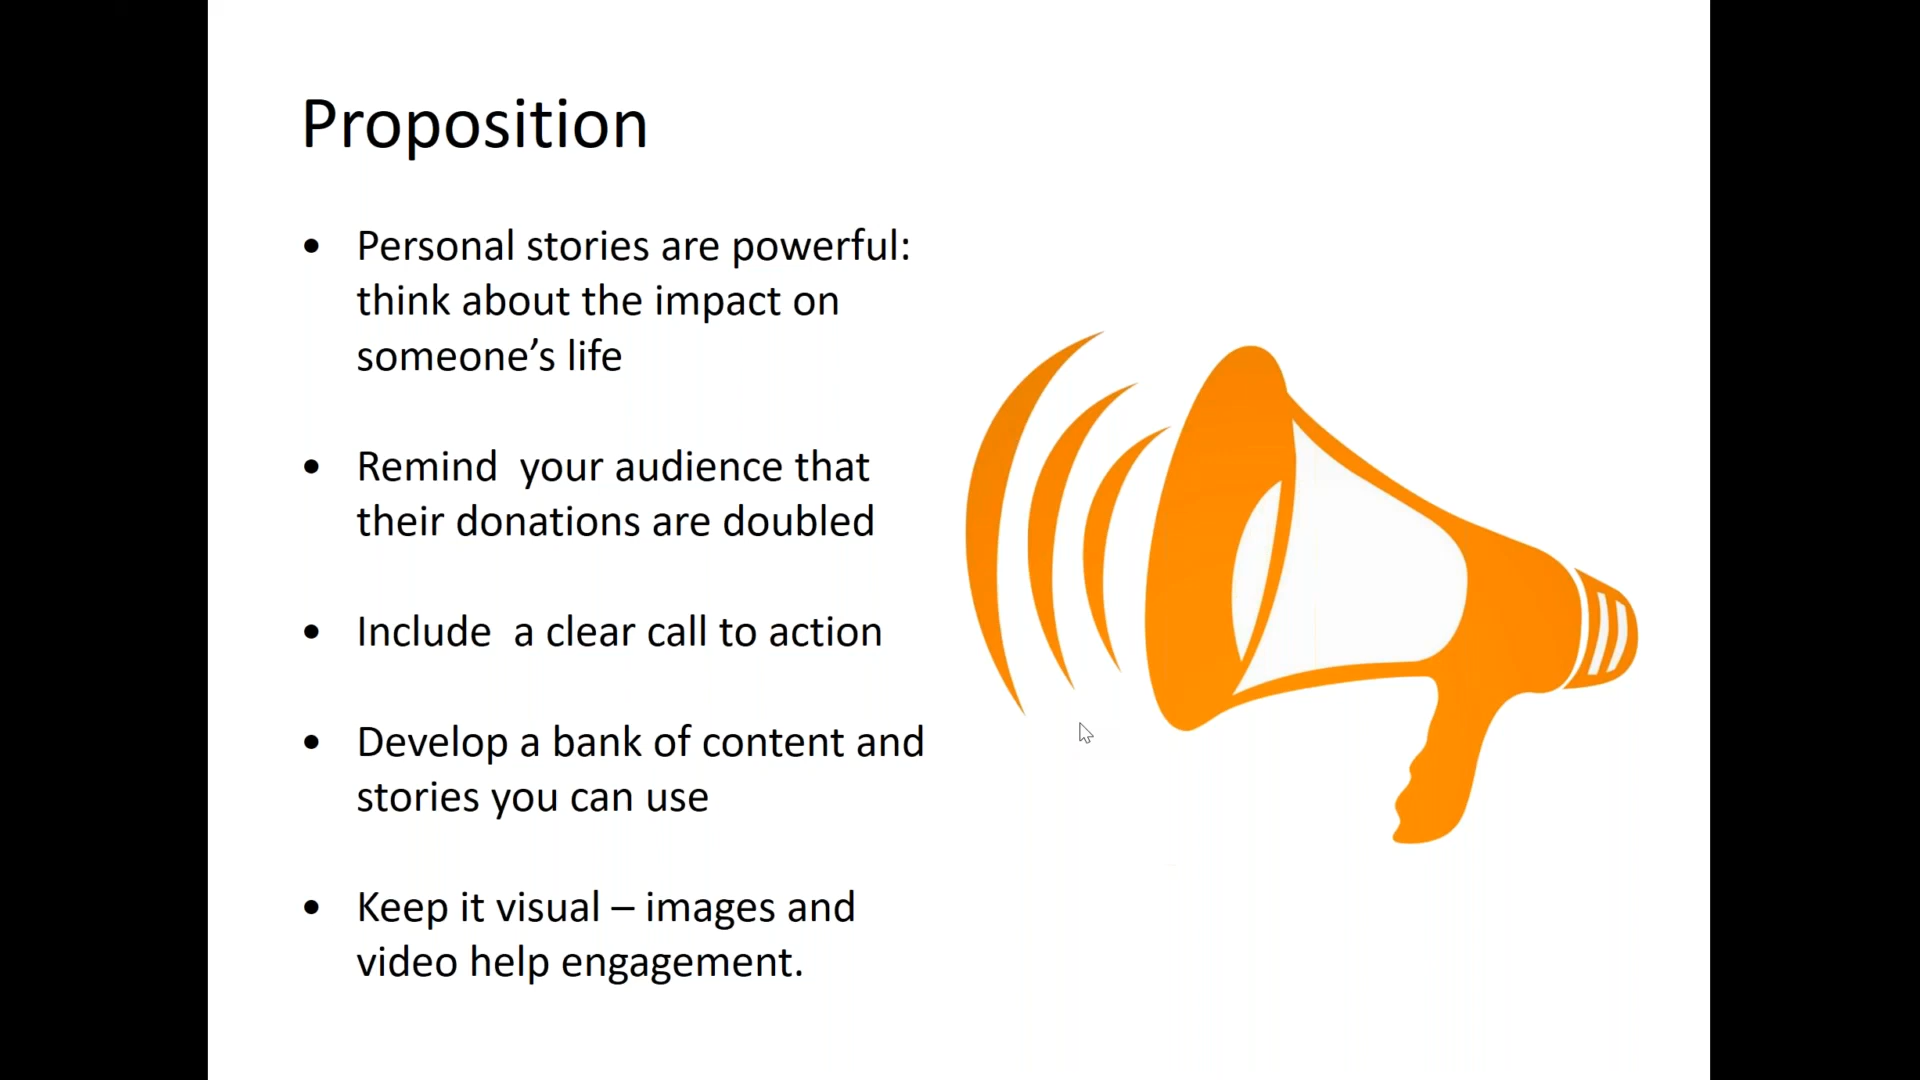 Proposition
• Personal stories are powerful:
think about the impact on
someone’s life
• Remind  your audience that
their donations are doubled
• Include  a clear call to action
• Develop a bank of content and
stories you can use
• Keep it visual – images and
video help engagement.